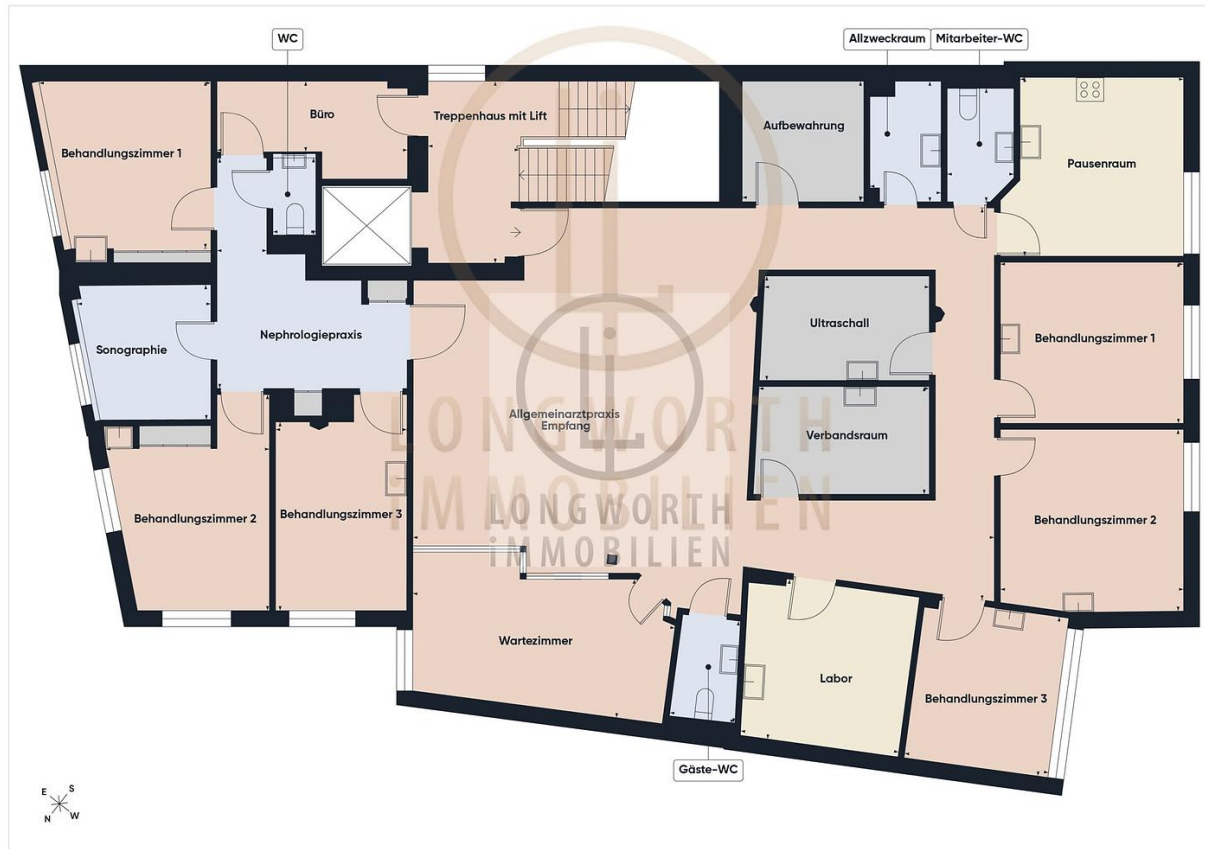 WC
Allzweckraum
Mitarbeiter-WC
Büro
Treppenhaus mit Lift
Aufbewahrung
Behandlungszimmer 1
Pausenraum
Ultraschall
Nephrologiepraxis
Behandlungszimmer 1
Sonographie
Allgemeinarztpraxis
Empfang
LONGWORTH
iMMOBILIEN
Verbandsraum
Behandlungszimmer 3
Behandlungszimmer 2
Behandlungszimmer 2
LONGWORTH
iMMOBILIEN
Wartezimmer
Labor
Behandlungszimmer 3
Gäste-WC
E
S
N
W